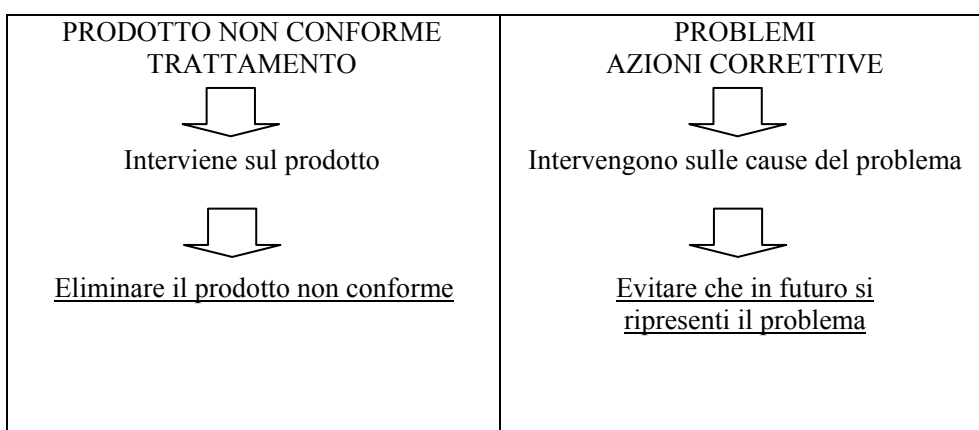 PRODOTTO NON CONFORME
TRATTAMENTO
Interviene sul prodotto
Eliminare il prodotto non conforme
PROBLEMI
AZIONI CORRETTIVE
Intervengono sulle cause del problema
Evitare che in futuro si
ripresenti il problema